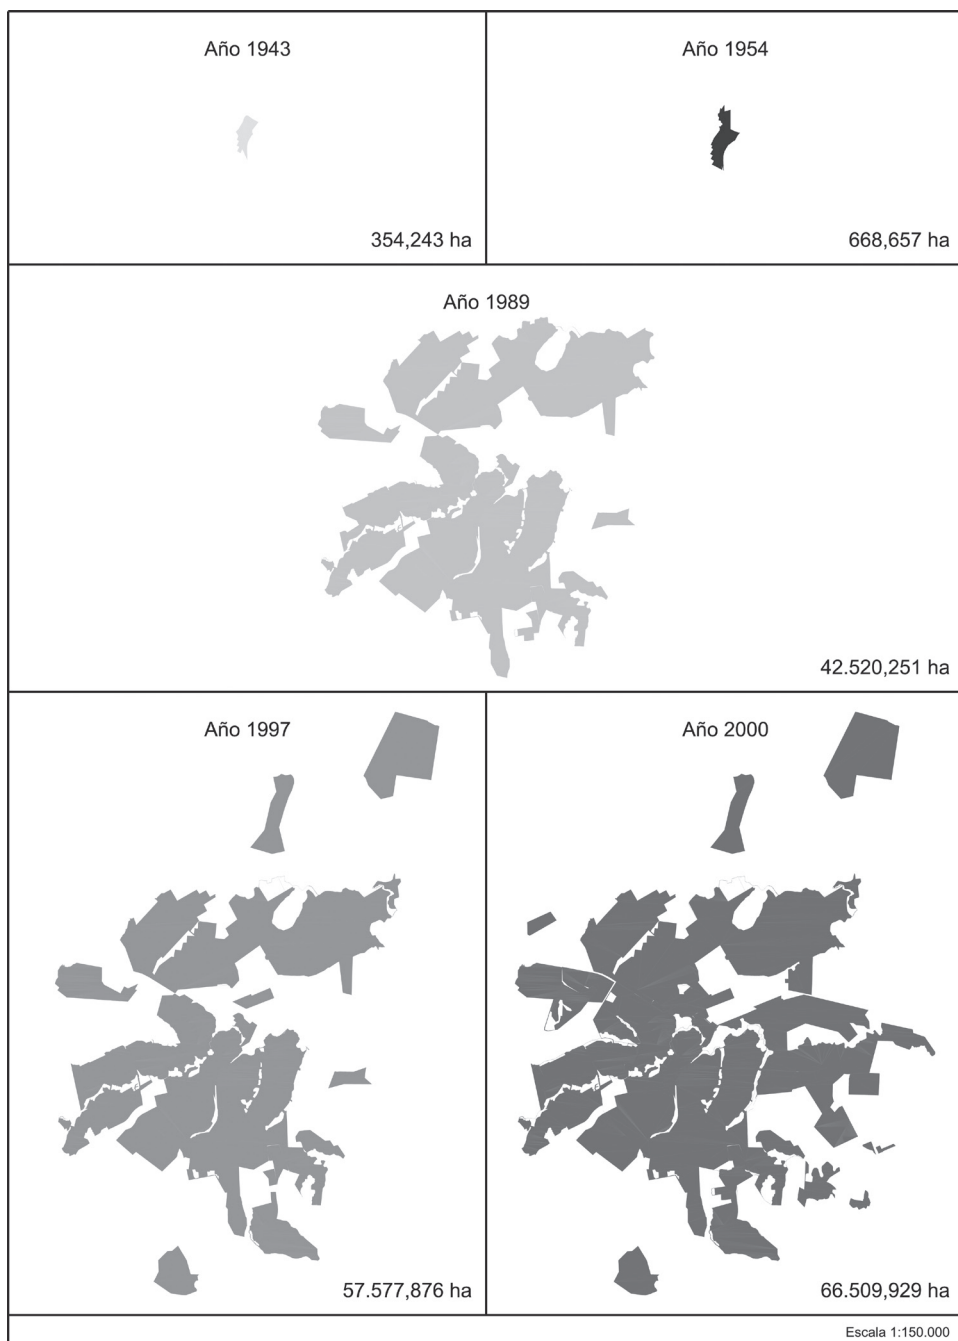 Año 1943
354,243 ha
Año 1954
668,657 ha
Año 1989
42.520,251 ha
Año 1997
57.577,876 ha
Año 2000
66.509,929 ha
Escala 1:150.000